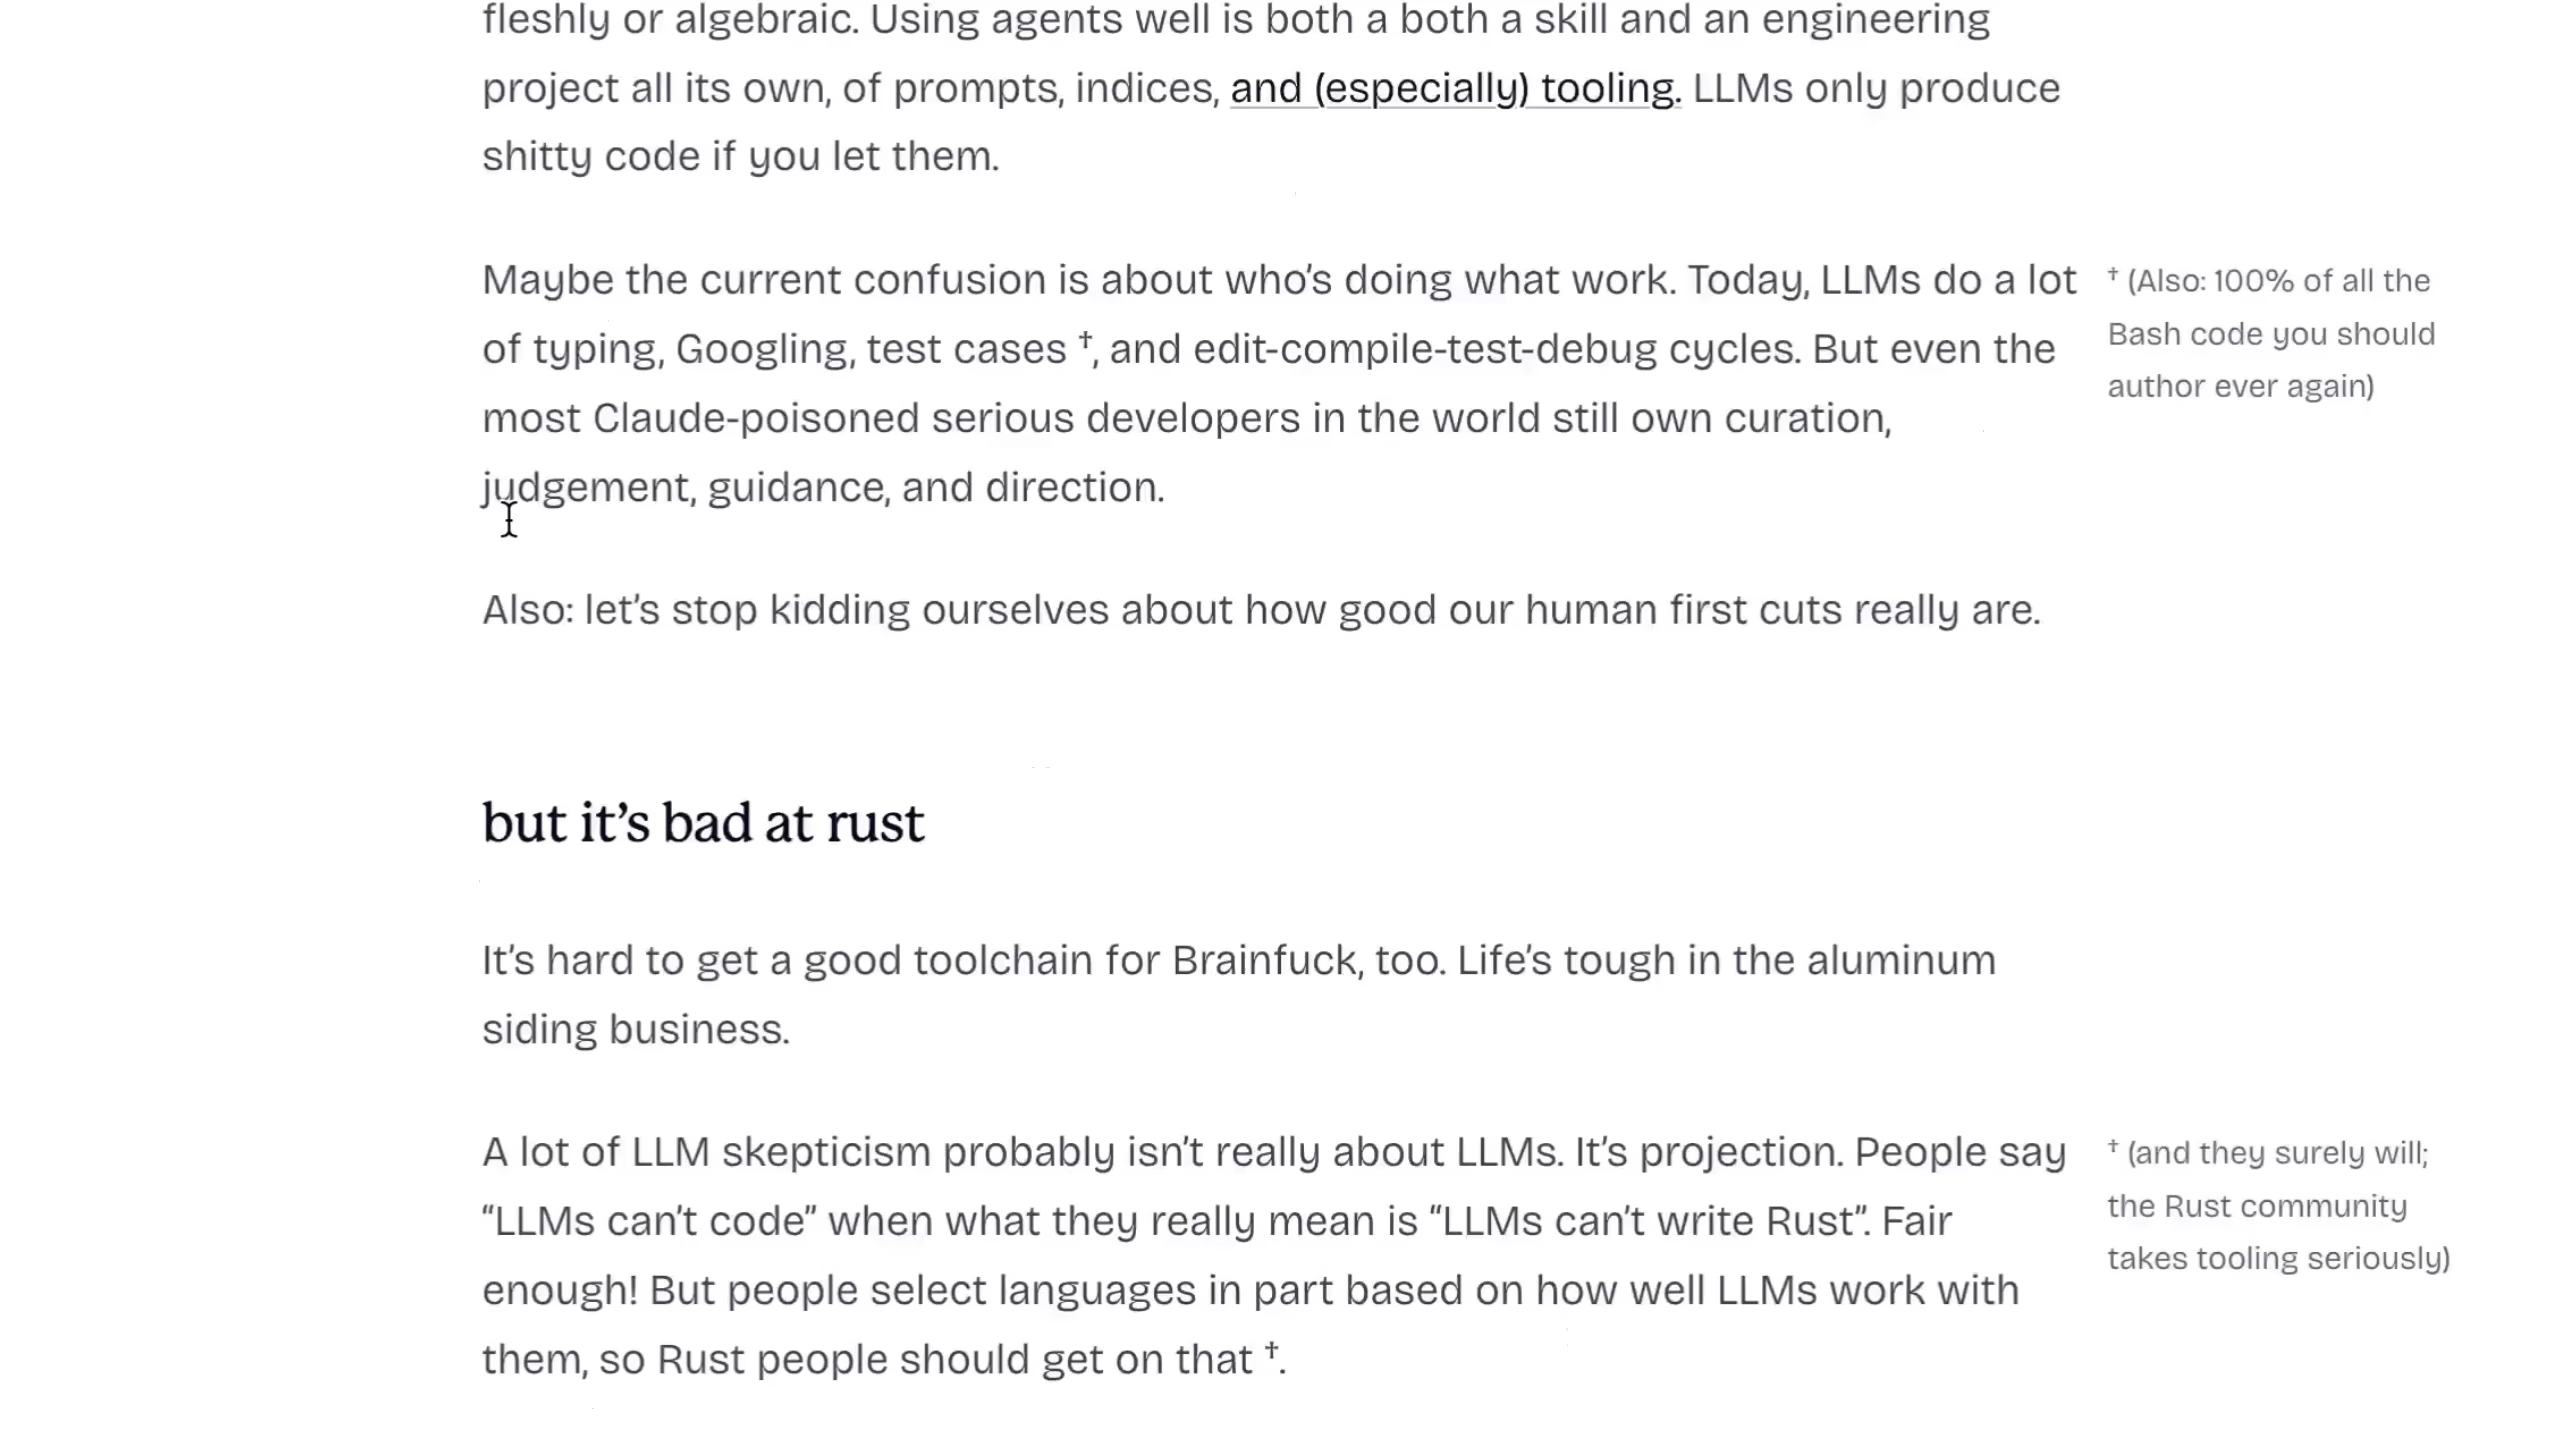 fleshly or algebraic. Using agents well is both a both a skill and an engineering
project all its own, of prompts, indices, and (especially) tooling. LLMs only produce
shitty code if you let them.
Maybe the current confusion is about who’s doing what work. Today, LLMs do a lot
of typing, Googling, test cases †, and edit-compile-test-debug cycles. But even the
most Claude-poisoned serious developers in the world still own curation,
judgement, guidance, and direction.
† (Also: 100% of all the
Bash code you should
author ever again)
Also: let’s stop kidding ourselves about how good our human first cuts really are.
but it’s bad at rust
It’s hard to get a good toolchain for Brainfuck, too. Life’s tough in the aluminum
siding business.
A lot of LLM skepticism probably isn’t really about LLMs. It’s projection. People say
“LLMs can’t code” when what they really mean is “LLMs can’t write Rust”. Fair
enough! But people select languages in part based on how well LLMs work with
them, so Rust people should get on that †.
† (and they surely will;
the Rust community
takes tooling seriously)